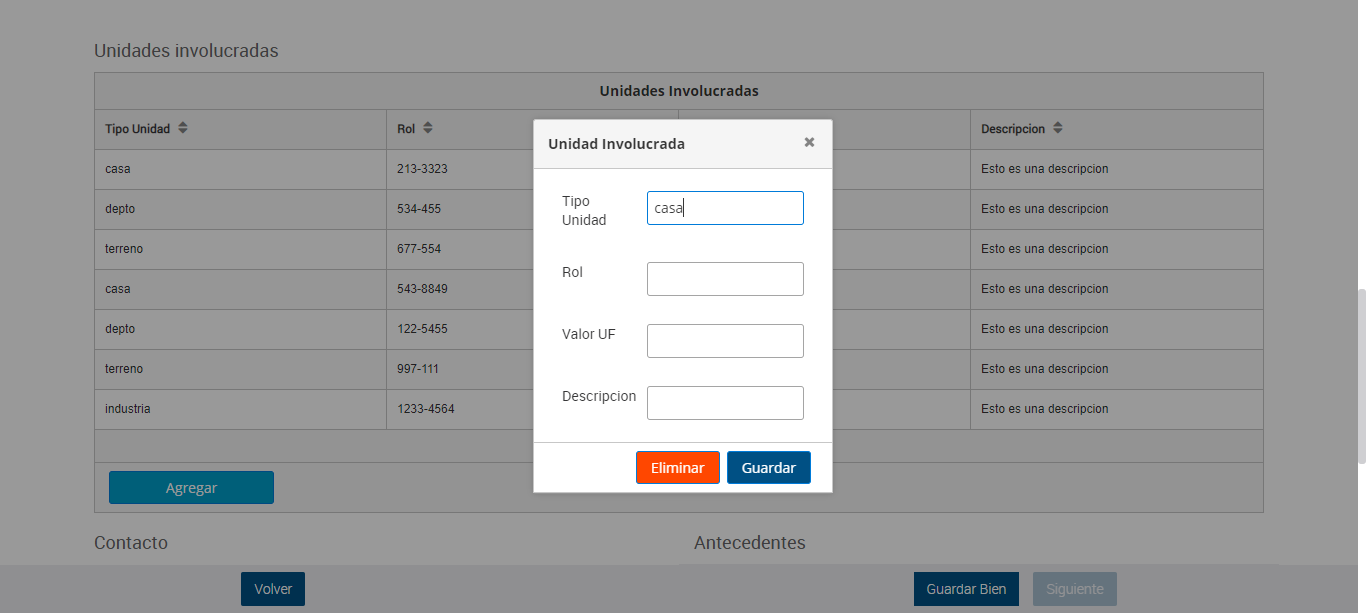 Unidades involucradas
Unidades Involucradas
Tipo Unidad Rol Descripcion
casa 213-3323 Esto es una descripcion
depto 534-455 Esto es una descripcion
terreno 677-554 Esto es una descripcion
casa 543-8849 Esto es una descripcion
depto 122-5455 Esto es una descripcion
terreno 997-111 Esto es una descripcion
industria 1233-4564 Esto es una descripcion
Agregar
Unidad Involucrada ×
Tipo
Unidad
casa
Rol
Valor UF
Descripcion
Eliminar Guardar
Contacto Antecedentes
Volver Guardar Bien Siguiente